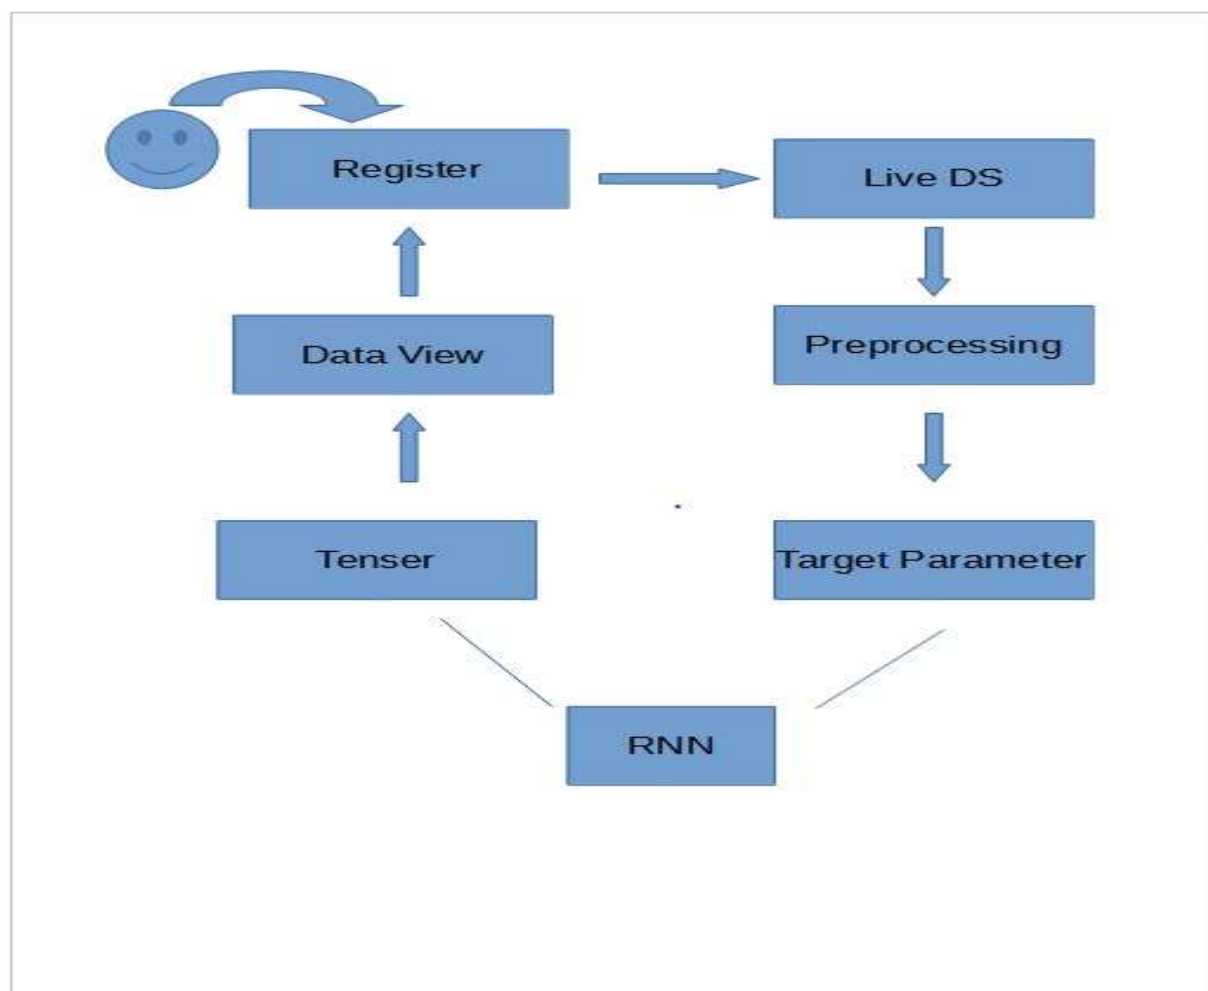 Register
Live DS
Data View
Preprocessing
Tenser
Target Parameter
RNN